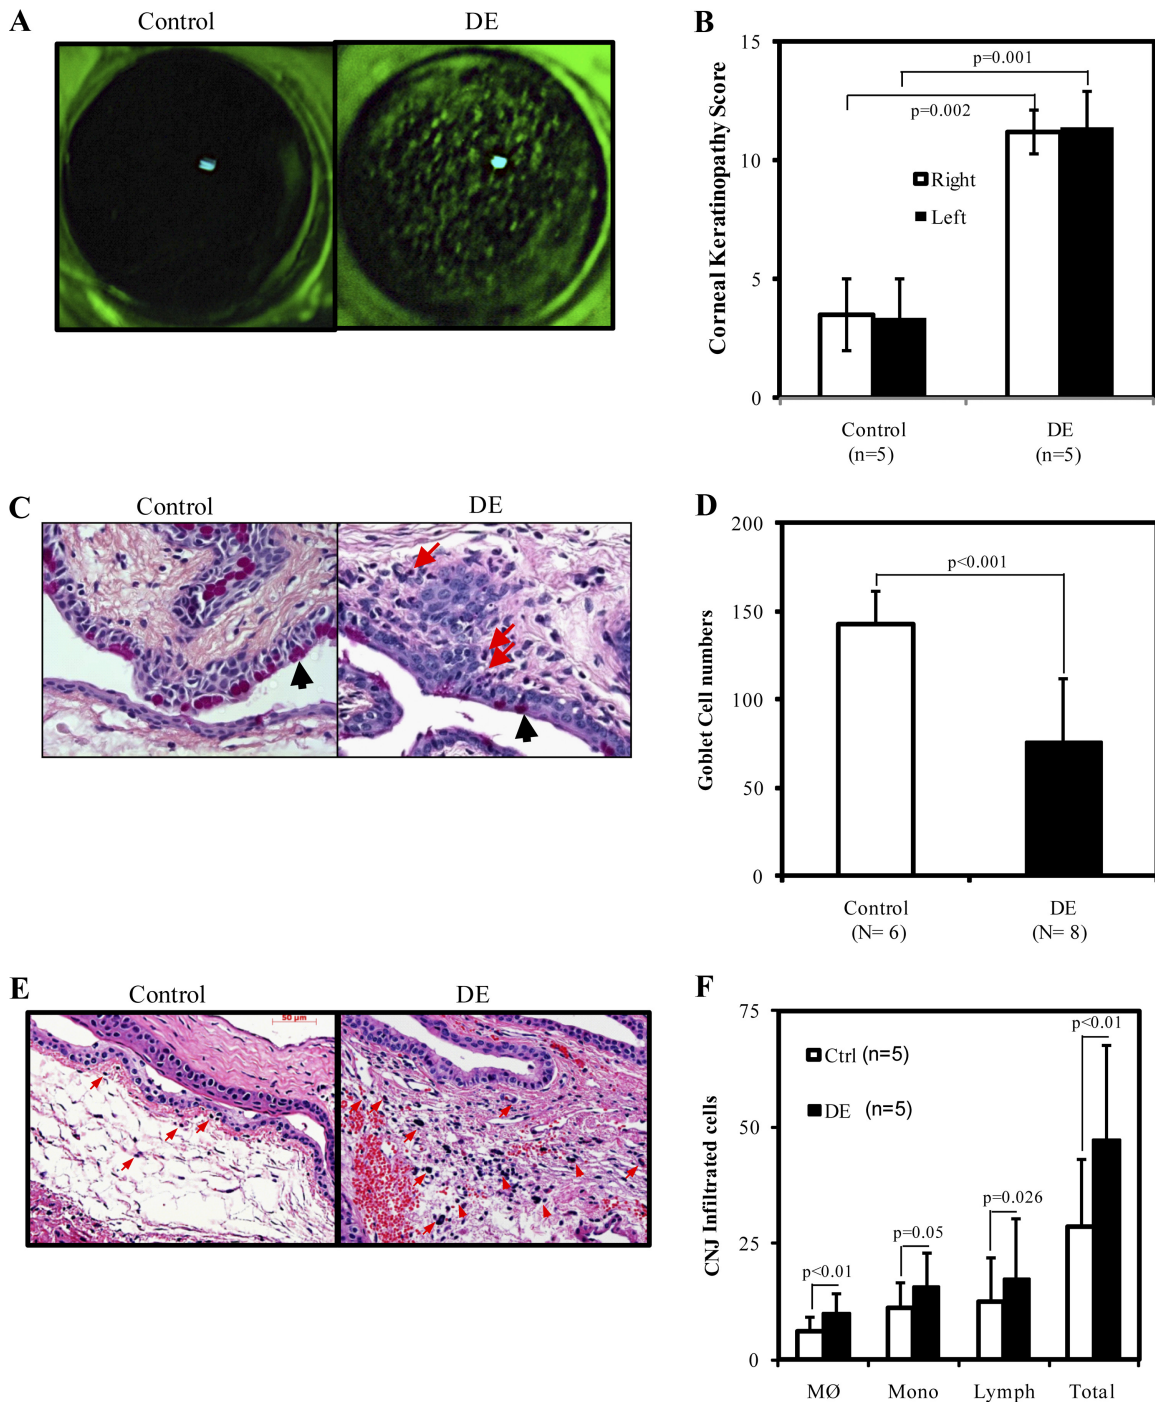 A
Control
DE
B
15
10
5
0
Corneal Keratinopathy Score
p=0.001
p=0.002
Right
Left
Control
(n=5)
DE
(n=5)
C
Control
DE
D
200
150
100
50
0
Goblet Cell numbers
p<0.001
Control
(N= 6)
DE
(N= 8)
E
Control
DE
50 µm
F
75
50
25
0
CNJ Infiltrated cells
Ctrl (n=5)
DE (n=5)
p<0.01
p=0.05
p=0.026
p<0.01
MØ
Mono
Lymph
Total